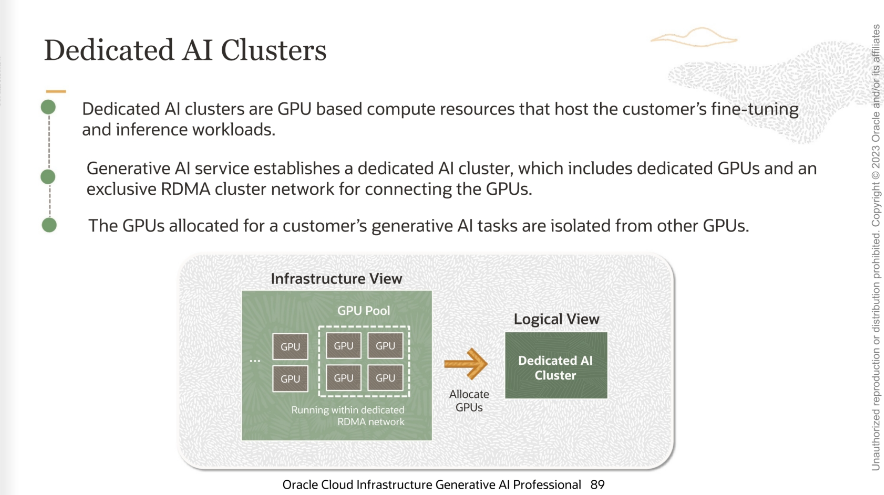 Dedicated AI Clusters
Dedicated AI clusters are GPU based compute resources that host the customer's fine-tuning
and inference workloads.
Generative AI service establishes a dedicated AI cluster, which includes dedicated GPUs and an
exclusive RDMA cluster network for connecting the GPUs.
The GPUs allocated for a customer's generative AI tasks are isolated from other GPUs.
Infrastructure View
GPU Pool
GPU GPU GPU
...
GPU GPU GPU
Running within dedicated
RDMA network
Allocate
GPUs
Logical View
Dedicated AI
Cluster
Oracle Cloud Infrastructure Generative AI Professional 89
Unauthorized reproduction or distribution prohibited. Copyright © 2023 Oracle and/or its affiliates